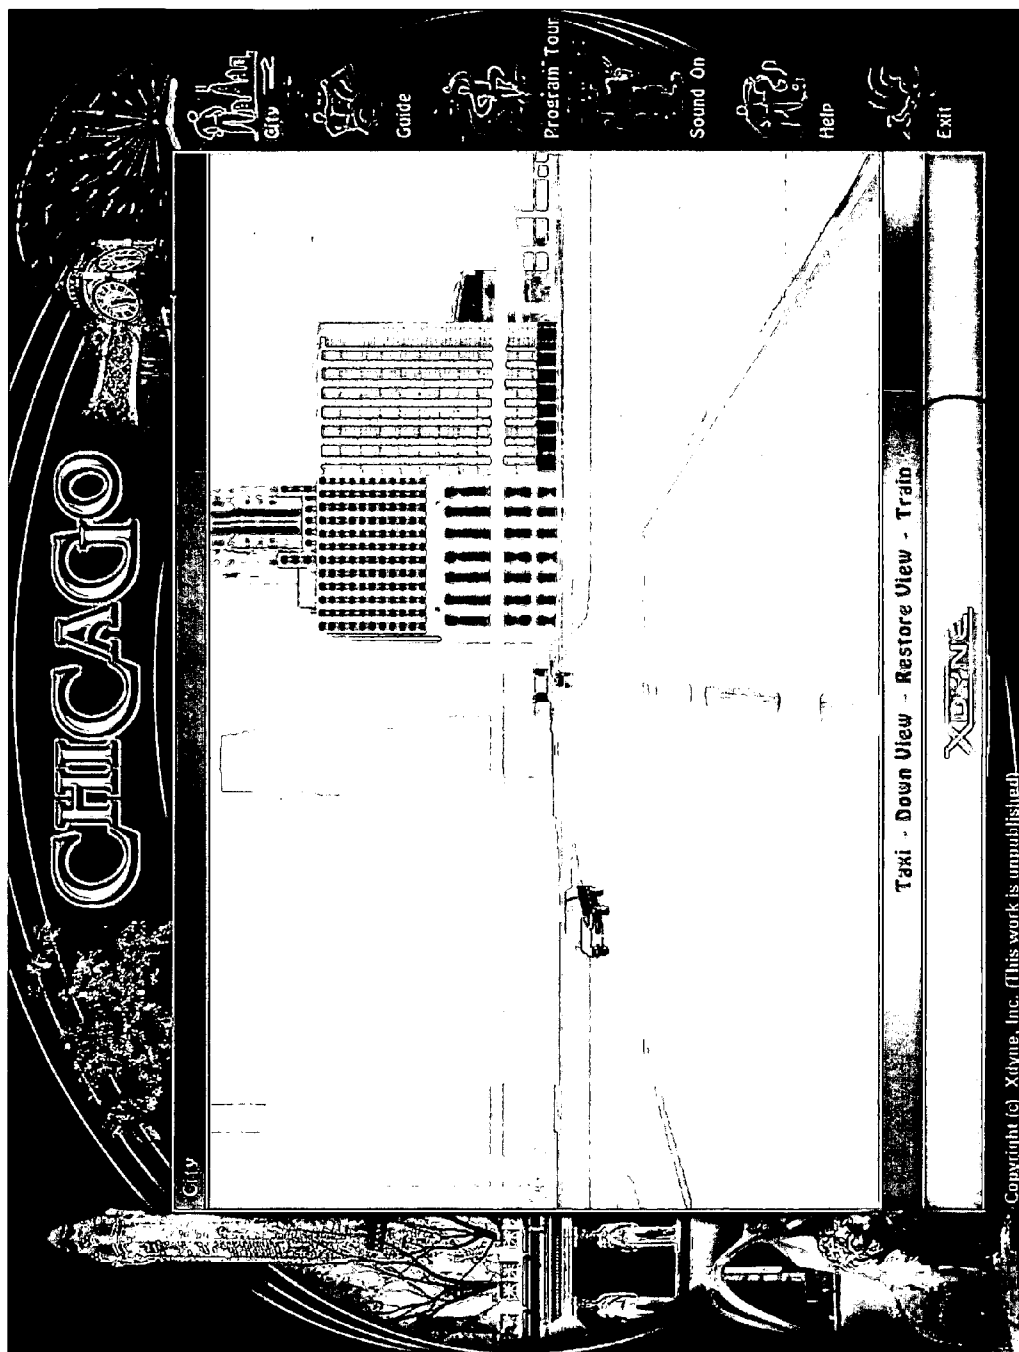 CHICAGO
City
City
Guide
Program Tour
Sound On
Help
Exit
Taxi - Down View - Restore View - Train
XDYNE
Copyright (c) Xdyne, Inc. (This work is unpublished)